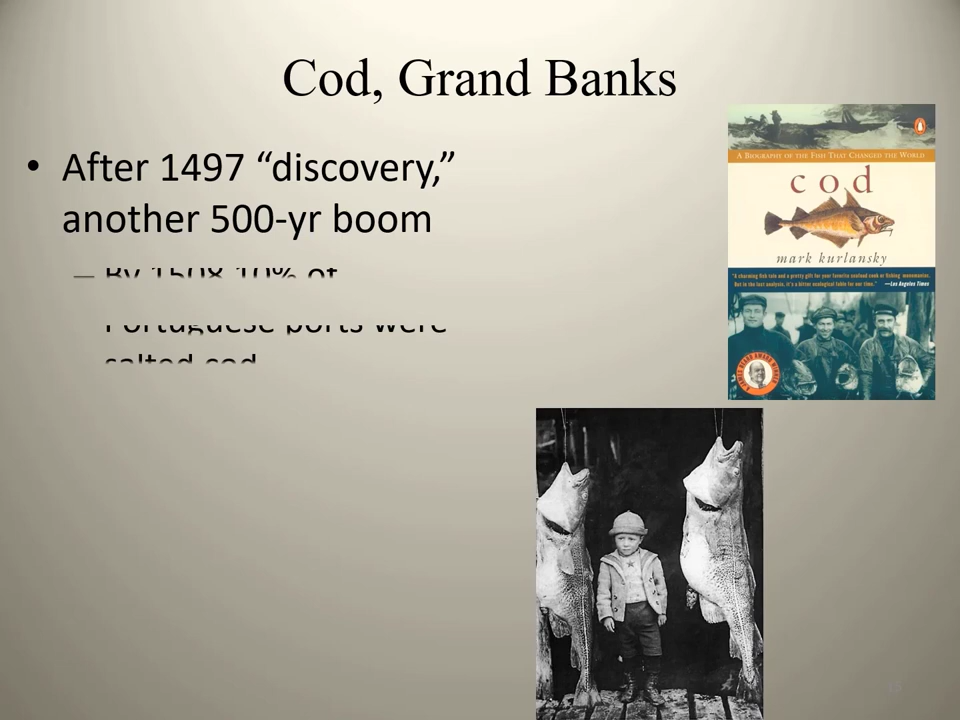 Cod, Grand Banks
• After 1497 “discovery,”
another 500-yr boom
– By 1508 10% of
Portuguese ports were
salted cod
A Biography of the Fish That Changed the World
cod
mark kurlansky
"A charming fish tale and a pretty gift for your favorite seafood cook or fishing monomaniac.
But in the last analysis, it's a bitter ecological fable for our time." —Los Angeles Times
15